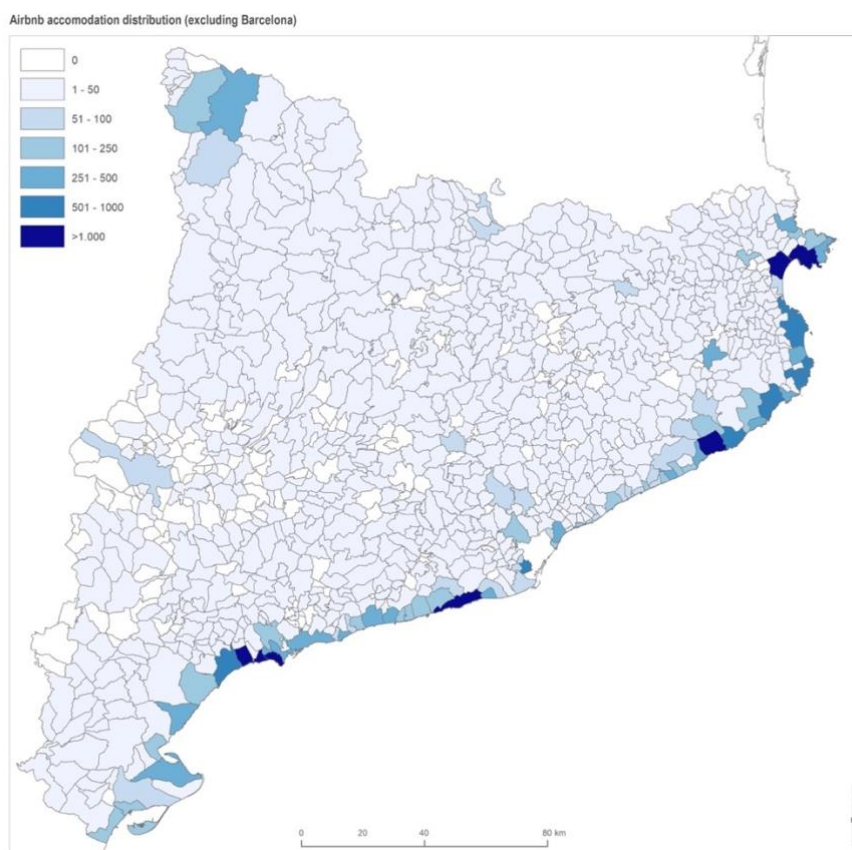 Airbnb accomodation distribution (excluding Barcelona)
0
1 - 50
51 - 100
101 - 250
251 - 500
501 - 1000
>1.000
0 20 40 80 km